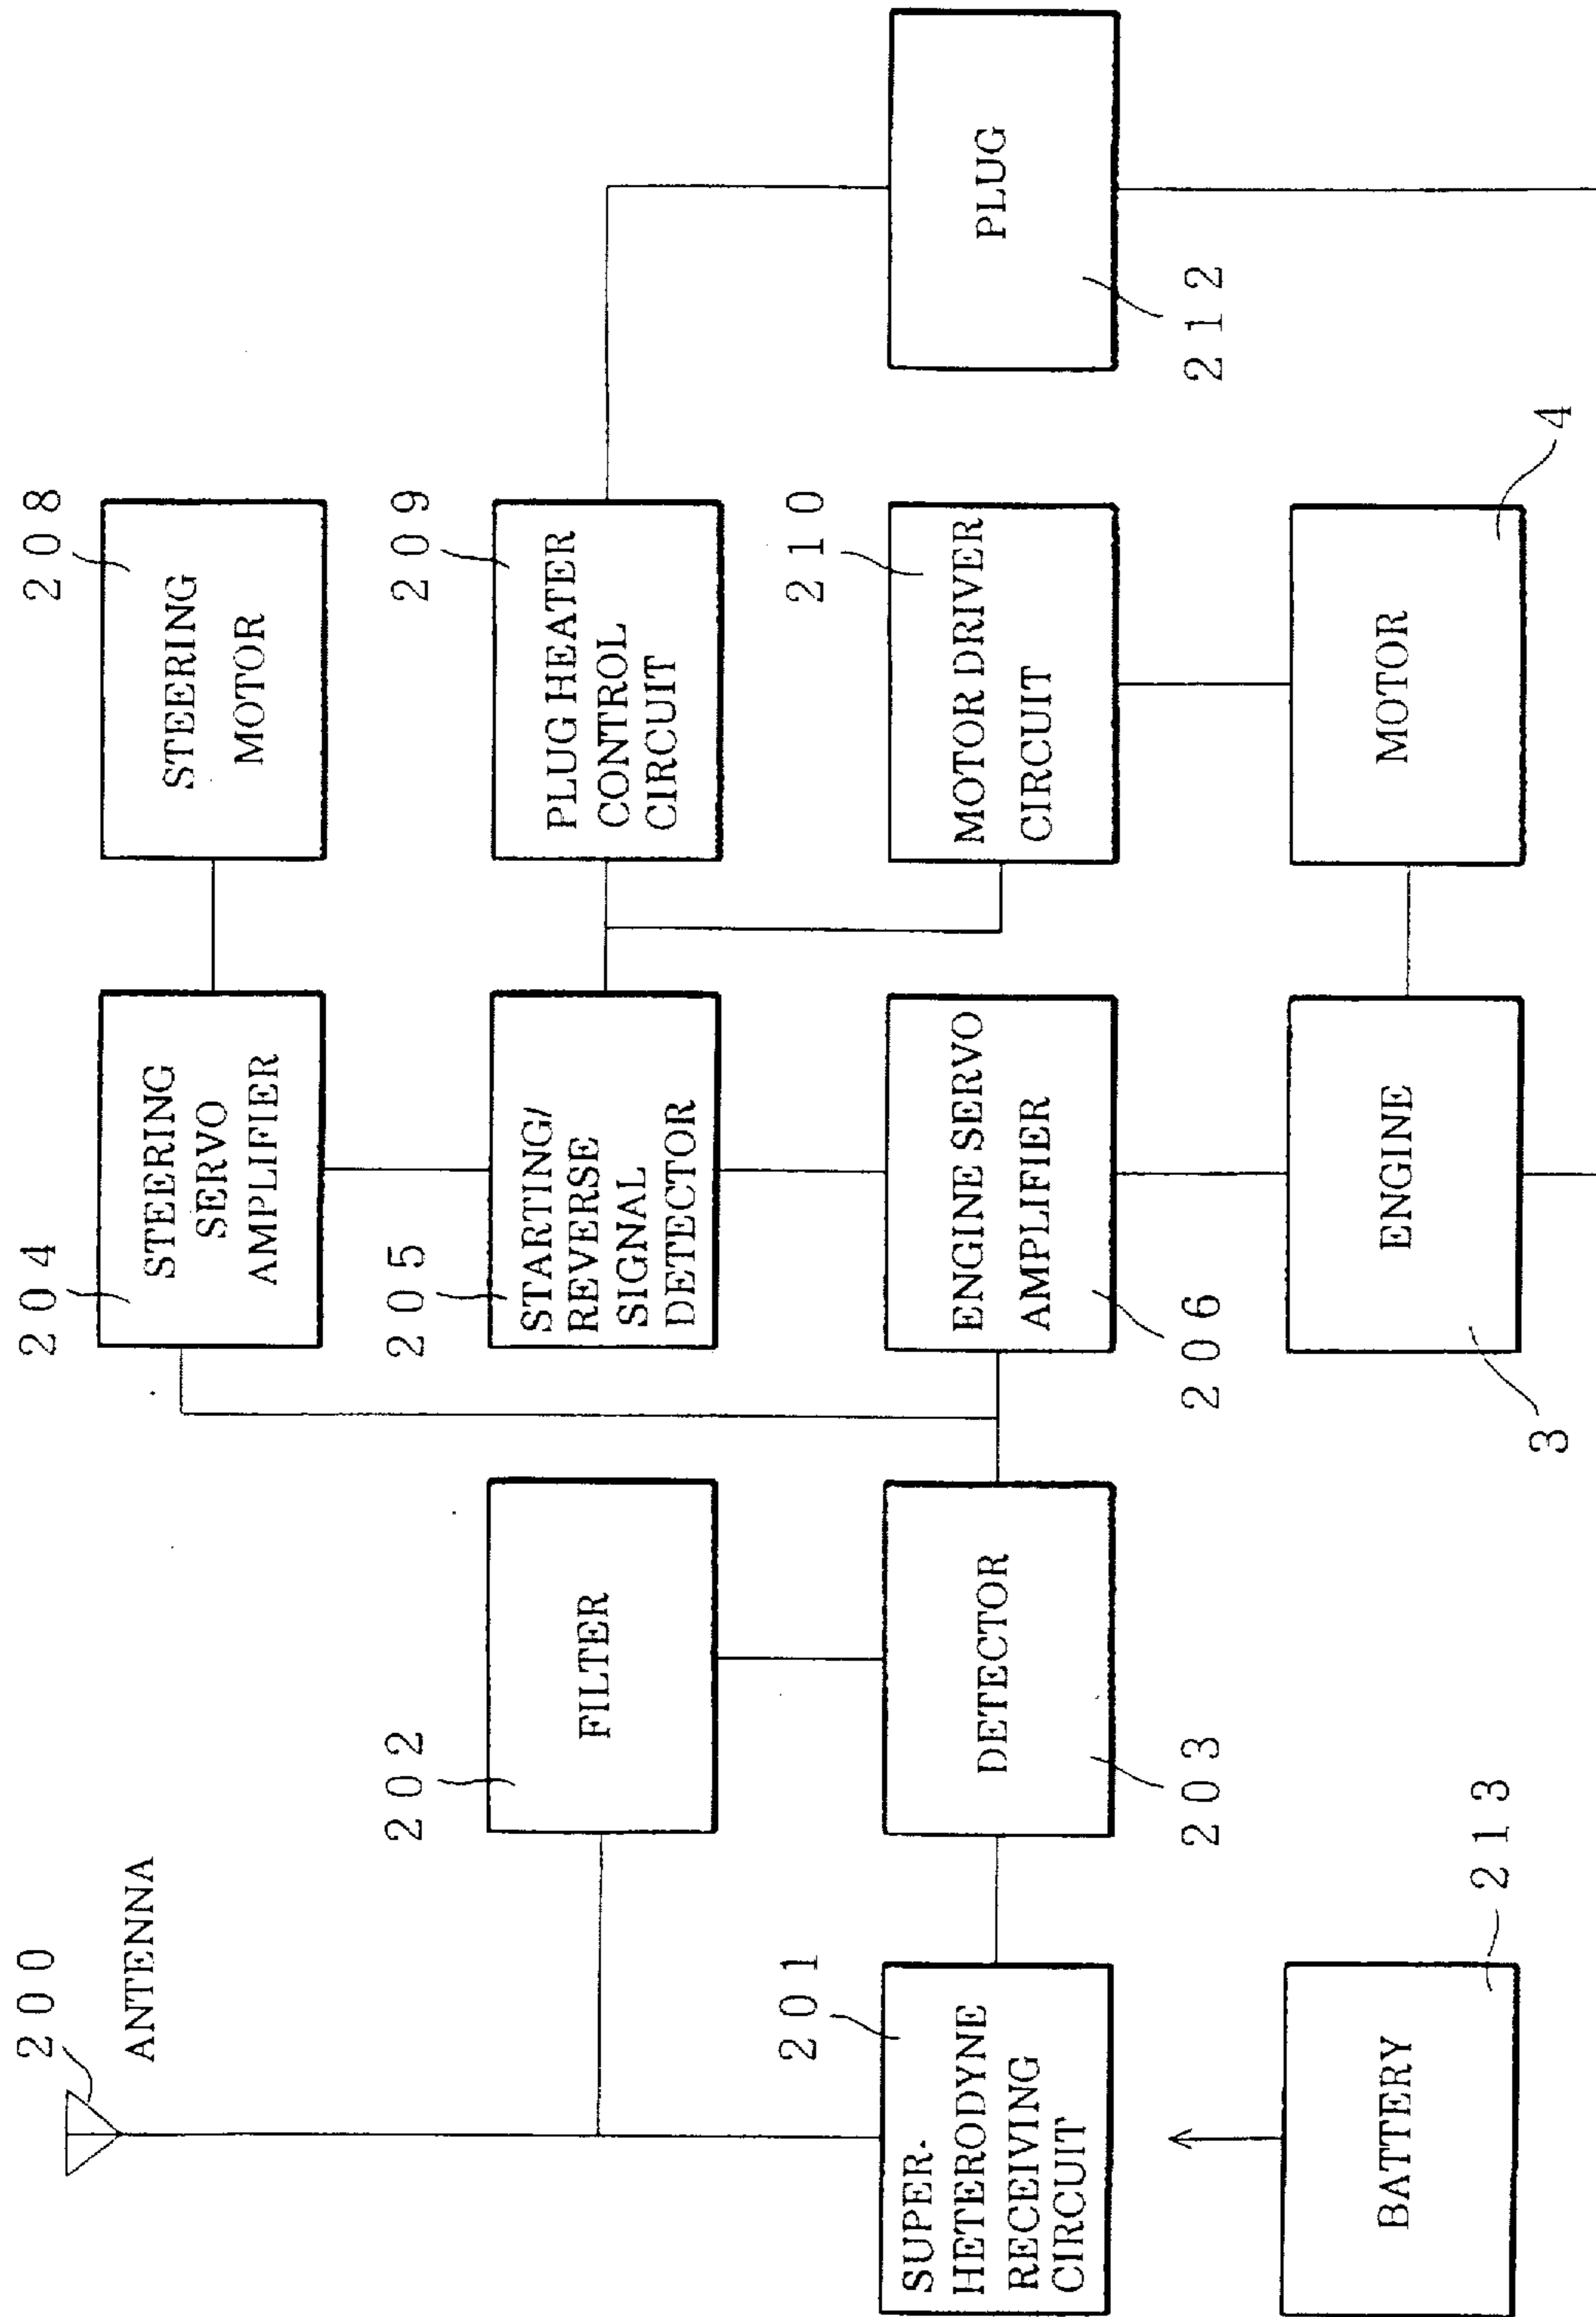 200
ANTENNA
204
STEERING
SERVO
AMPLIFIER
208
STEERING
MOTOR
202
FILTER
205
STARTING/
REVERSE
SIGNAL
DETECTOR
209
PLUG HEATER
CONTROL
CIRCUIT
201
SUPER-
HETERODYNE
RECEIVING
CIRCUIT
DETECTOR
203
ENGINE SERVO
AMPLIFIER
206
210
MOTOR DRIVER
CIRCUIT
PLUG
212
BATTERY
213
ENGINE
3
MOTOR
4